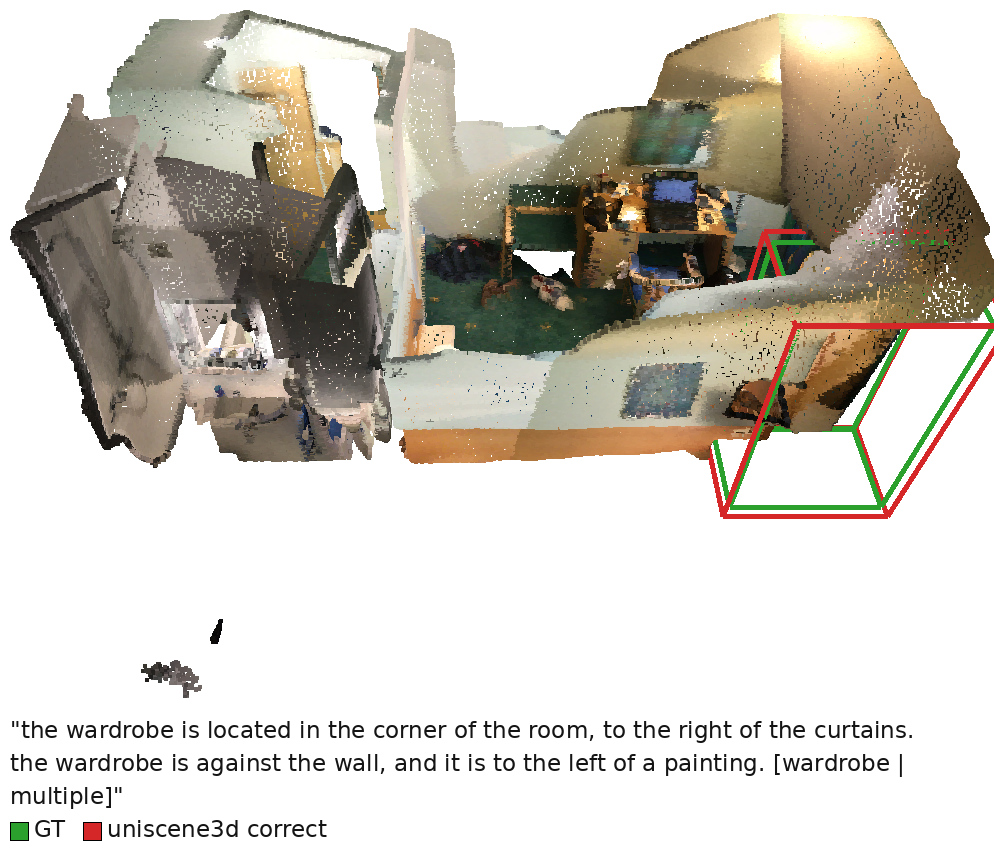 "the wardrobe is located in the corner of the room, to the right of the curtains.
the wardrobe is against the wall, and it is to the left of a painting. [wardrobe |
multiple]"
GT uniscene3d correct